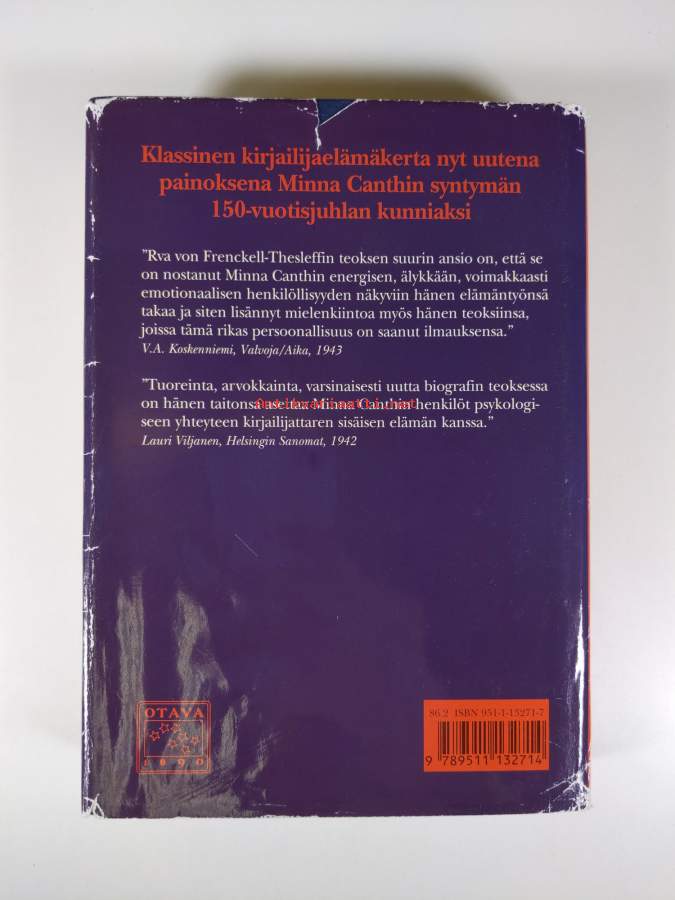 Klassinen kirjailijaelämäkerta nyt uutena
painoksena Minna Canthin syntymän
150-vuotisjuhlan kunniaksi
”Rva von Frenckell-Thesleffin teoksen suurin ansio on, että se
on nostanut Minna Canthin energisen, älykkään, voimakkaasti
emotionaalisen henkilöllisyyden näkyviin hänen elämäntyönsä
takaa ja siten lisännyt mielenkiintoa myös hänen teoksiinsa,
joissa tämä rikas persoonallisuus on saanut ilmauksensa.”
V.A. Koskenniemi, Valvoja/Aika, 1943
”Tuoreinta, arvokkainta, varsinaisesti uutta biografin teoksessa
on hänen taitonsa asettaa Minna Canthin henkilöt psykologi-
seen yhteyteen kirjailijattaren sisäisen elämän kanssa.”
Lauri Viljanen, Helsingin Sanomat, 1942
OTAVA
1890
86.2 ISBN 951-1-13271-7
9 789511 132714